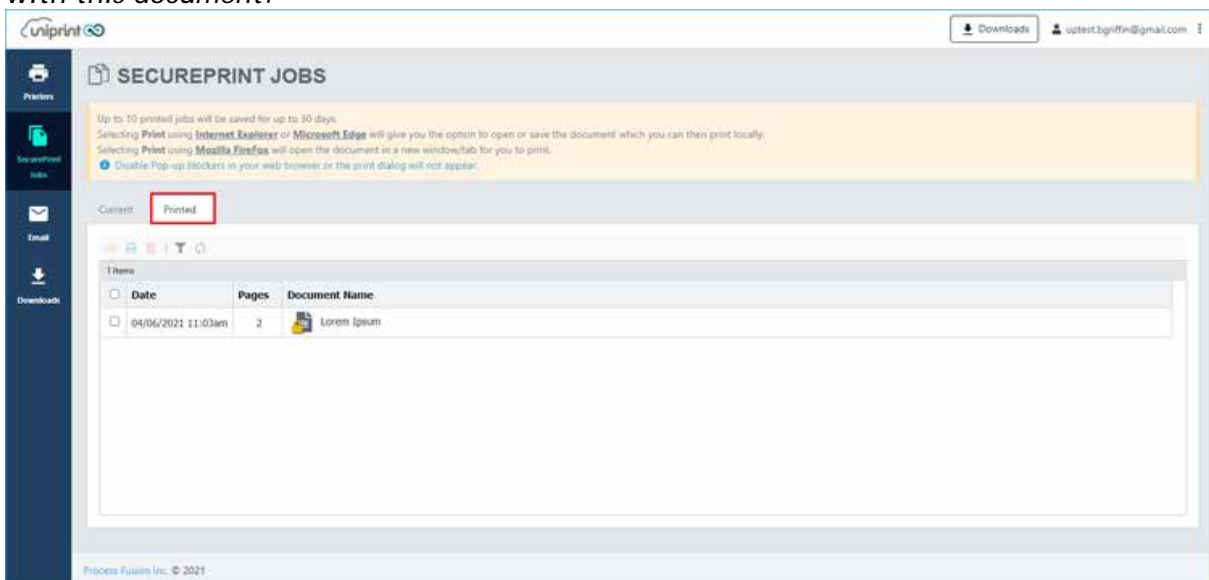 with this document?
uniprint
Downloads
uptest.bgriffin@gmail.com
Printers
SECUREPRINT JOBS
Up to 10 printed jobs will be saved for up to 30 days.
Selecting Print using Internet Explorer or Microsoft Edge will give you the option to open or save the document which you can then print locally.
Selecting Print using Mozilla FireFox will open the document in a new window/tab for you to print.
Disable Pop-up blockers in your web browser or the print dialog will not appear.
SecurePrint
Jobs
Current Printed
Email
1 items
Date Pages Document Name
Downloads
04/06/2021 11:03am 2 Lorem Ipsum
Process Fusion Inc. © 2021